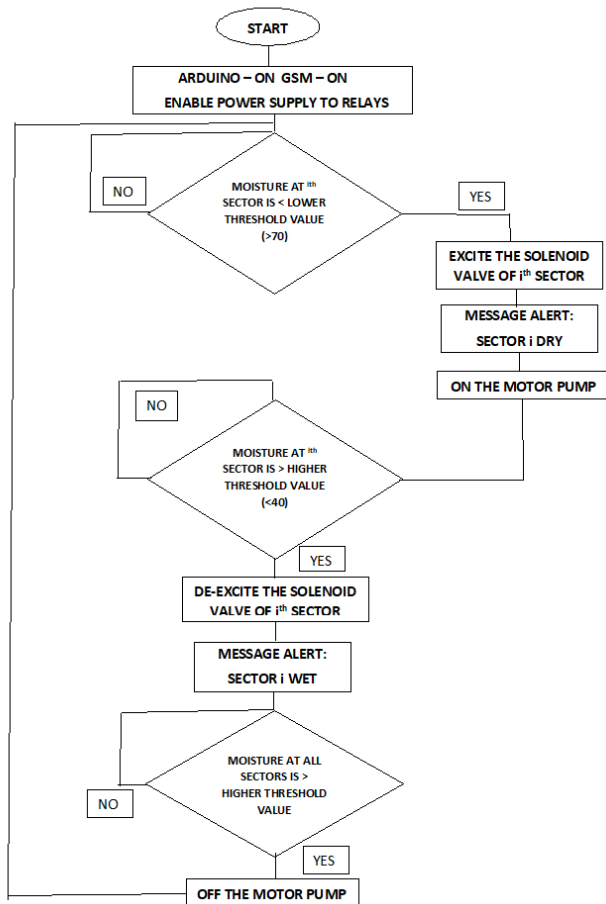 START
ARDUINO – ON GSM – ON
ENABLE POWER SUPPLY TO RELAYS
NO
MOISTURE AT ith
SECTOR IS < LOWER
THRESHOLD VALUE
(>70)
YES
EXCITE THE SOLENOID
VALVE OF ith SECTOR
MESSAGE ALERT:
SECTOR i DRY
ON THE MOTOR PUMP
NO
MOISTURE AT ith
SECTOR IS > HIGHER
THRESHOLD VALUE
(<40)
YES
DE-EXCITE THE SOLENOID
VALVE OF ith SECTOR
MESSAGE ALERT:
SECTOR i WET
MOISTURE AT ALL
SECTORS IS >
HIGHER THRESHOLD
VALUE
NO
YES
OFF THE MOTOR PUMP